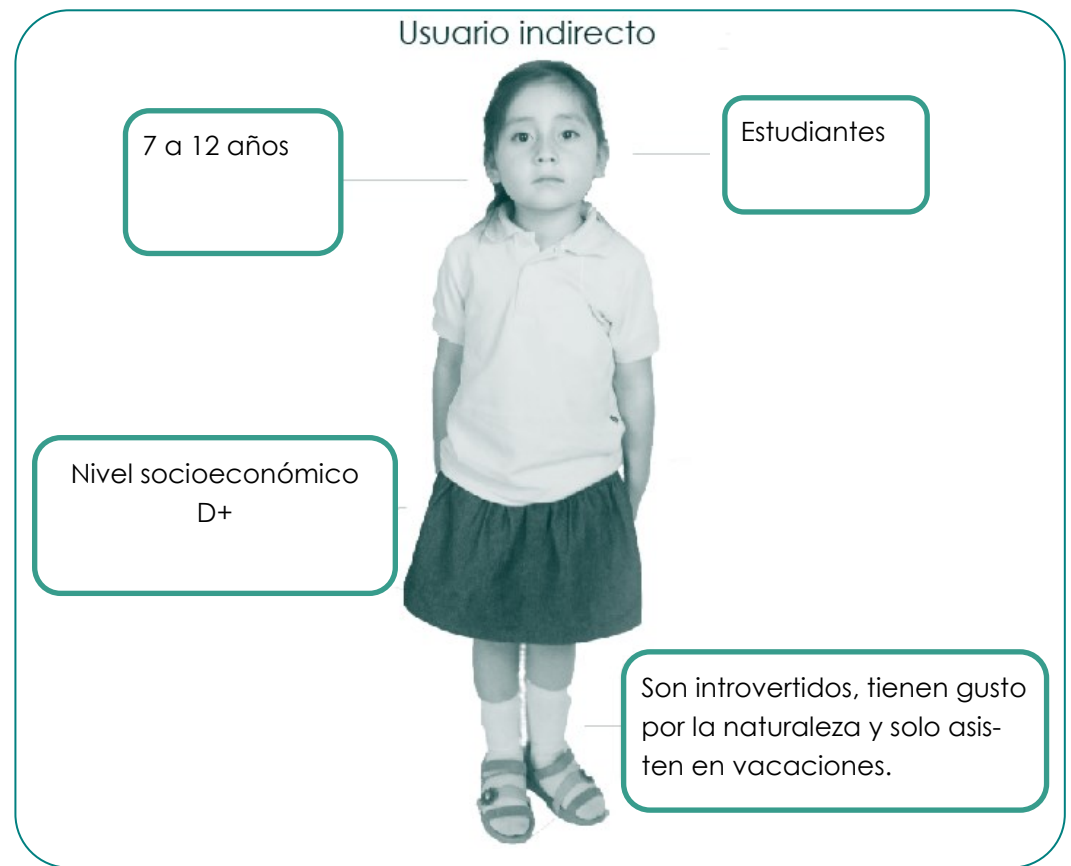 Usuario indirecto
7 a 12 años
Estudiantes
Nivel socioeconómico
D+
Son introvertidos, tienen gusto
por la naturaleza y solo asis-
ten en vacaciones.